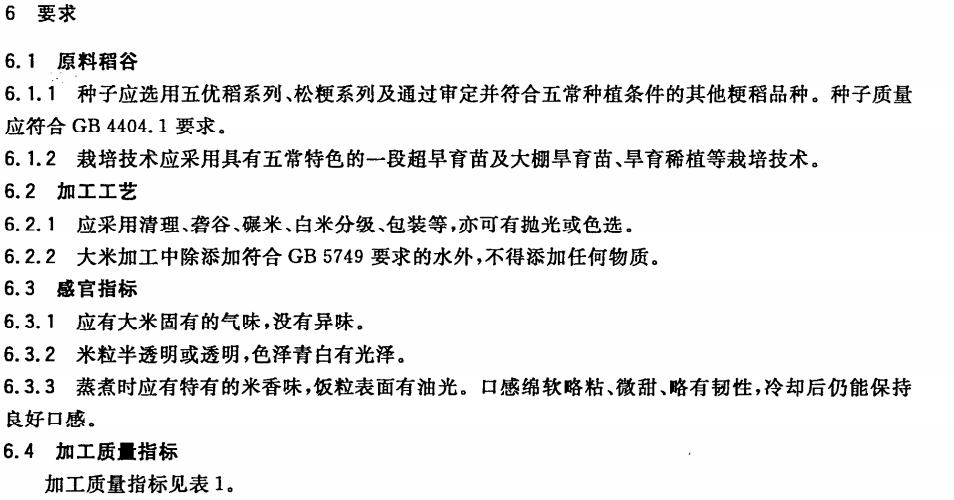 6 要求
6.1 原料稻谷
6.1.1 种子应选用五优稻系列、松粳系列及通过审定并符合五常种植条件的其他粳稻品种。种子质量
应符合 GB 4404.1 要求。
6.1.2 栽培技术应采用具有五常特色的一段超早育苗及大棚旱育苗、旱育稀植等栽培技术。
6.2 加工工艺
6.2.1 应采用清理、砻谷、碾米、白米分级、包装等,亦可有抛光或色选。
6.2.2 大米加工中除添加符合 GB 5749 要求的水外,不得添加任何物质。
6.3 感官指标
6.3.1 应有大米固有的气味,没有异味。
6.3.2 米粒半透明或透明,色泽青白有光泽。
6.3.3 蒸煮时应有特有的米香味,饭粒表面有油光。口感绵软略粘、微甜、略有韧性,冷却后仍能保持
良好口感。
6.4 加工质量指标
加工质量指标见表 1。